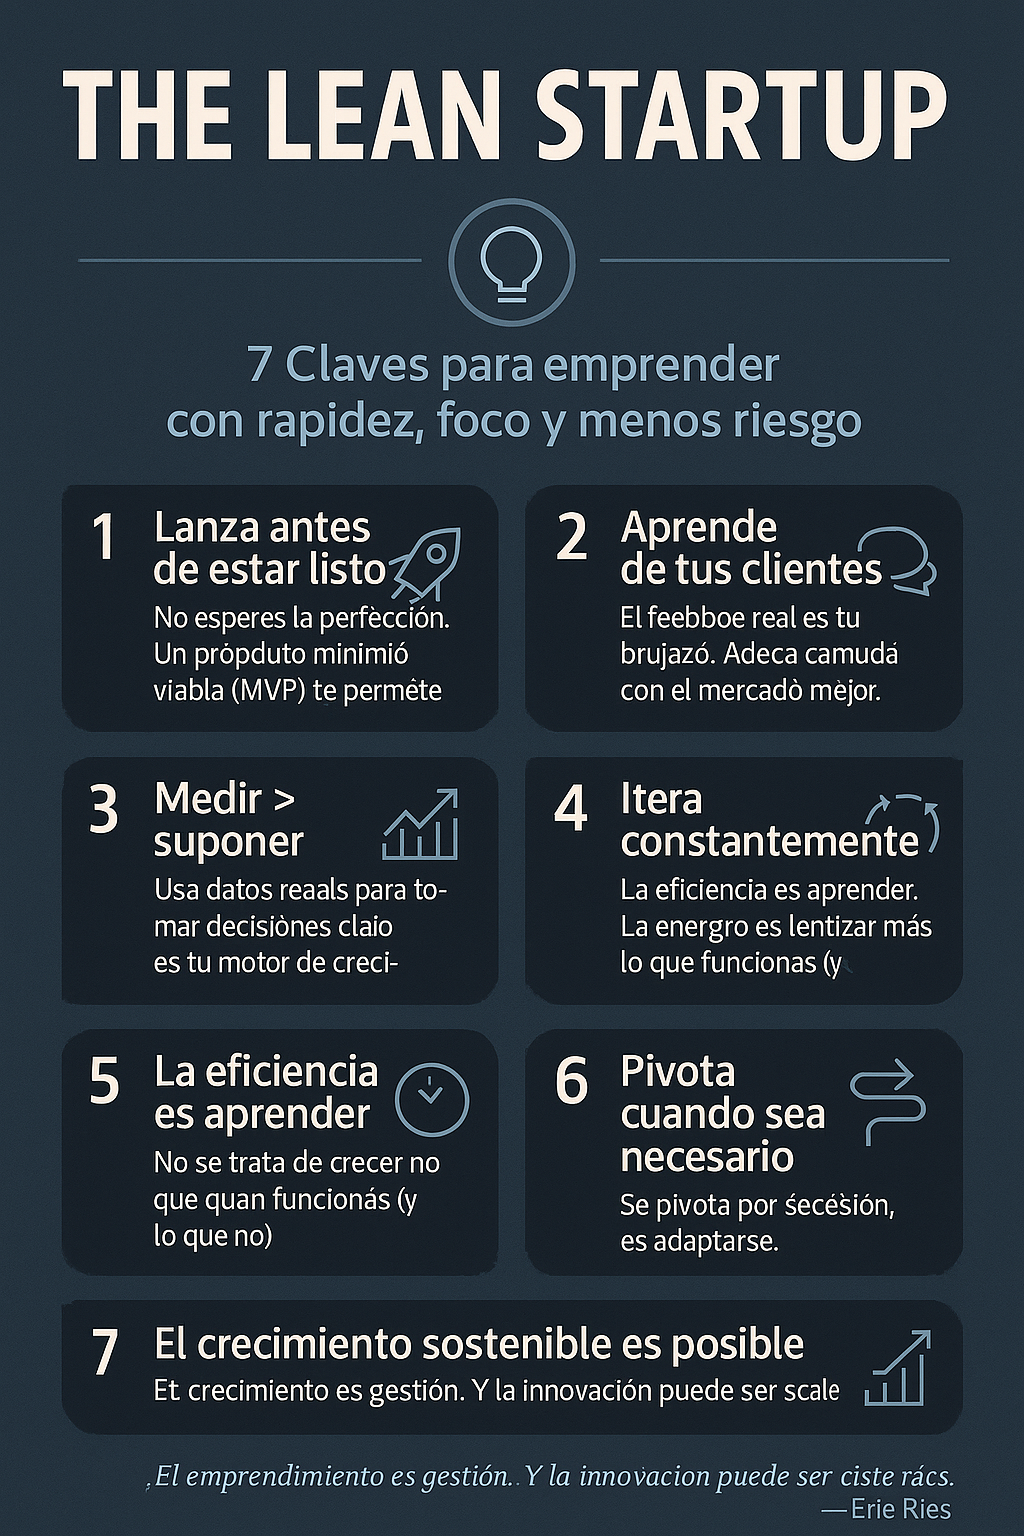 THE LEAN STARTUP
7 Claves para emprender
con rapidez, foco y menos riesgo
1
Lanza antes
de estar listo
No esperes la perfècción.
Un pròpduto minimió
viabla (MVP) te permête
2
Aprende
de tus clientes
El feebboe real es tu
brujazó. Adeca camudá
con el mercadò mèjor.
3
Medir >
suponer
Usa datos reaals para to-
mar decisiònes claio
es tu motor de creci-
4
Itera
constantemente
La eficiencia es aprender.
La energro es lentizar más
lo que funcionas (y
5
La eficiencia
es aprender
No se trata de crecer no
que quan funcionás (y
lo que no)
6
Pivota
cuando sea
necesario
Se pivota por śecésión,
es adaptarse.
7
El crecimiento sostenible es posible
Et crecimiento es gestión. Y la innovación puede ser scale
‚El emprendimiento es gestión.. Y la innovacion puede ser ciste rács.
—Erie Ries